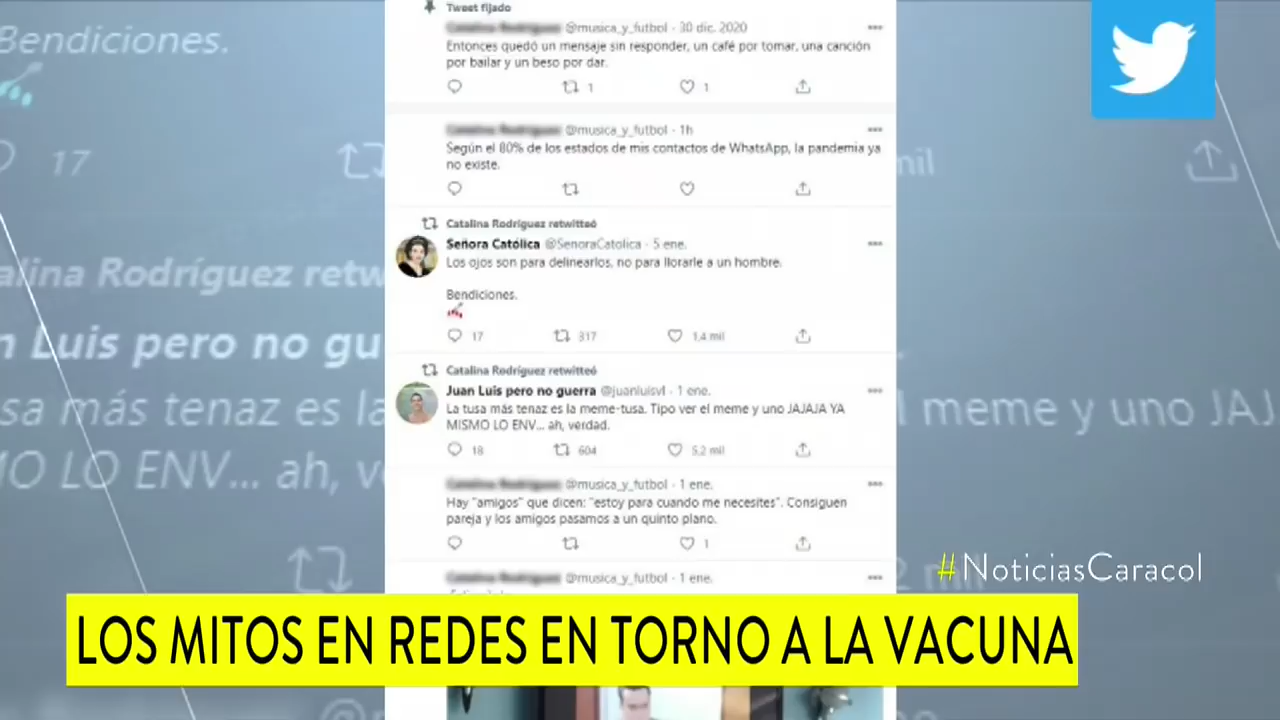 Tweet fijado
@musica_y_futbol · 30 dic. 2020
Entonces quedó un mensaje sin responder, un café por tomar, una canción
por bailar y un beso por dar.
1
1
@musica_y_futbol · 1h
Según el 80% de los estados de mis contactos de WhatsApp, la pandemia ya
no existe.
Catalina Rodríguez retwitteó
Señora Católica @SenoraCatolica · 5 ene.
Los ojos son para delinearlos, no para llorarle a un hombre.
Bendiciones.
17 317 1,4 mil
Catalina Rodríguez retwitteó
Juan Luis pero no guerra @juanluisvl · 1 ene.
La tusa más tenaz es la meme-tusa. Tipo ver el meme y uno JAJAJA YA
MISMO LO ENV... ah, verdad.
18 604 5,2 mil
@musica_y_futbol · 1 ene.
Hay "amigos" que dicen: "estoy para cuando me necesites". Consiguen
pareja y los amigos pasamos a un quinto plano.
1
@musica_y_futbol · 1 ene.
Bendiciones.
17
mil
alina Rodríguez retw
n Luis pero no gu
usa más tenaz es la
l meme y uno JAJ
MISMO LO ENV... ah, ve
2 mil
#NoticiasCaracol
LOS MITOS EN REDES EN TORNO A LA VACUNA